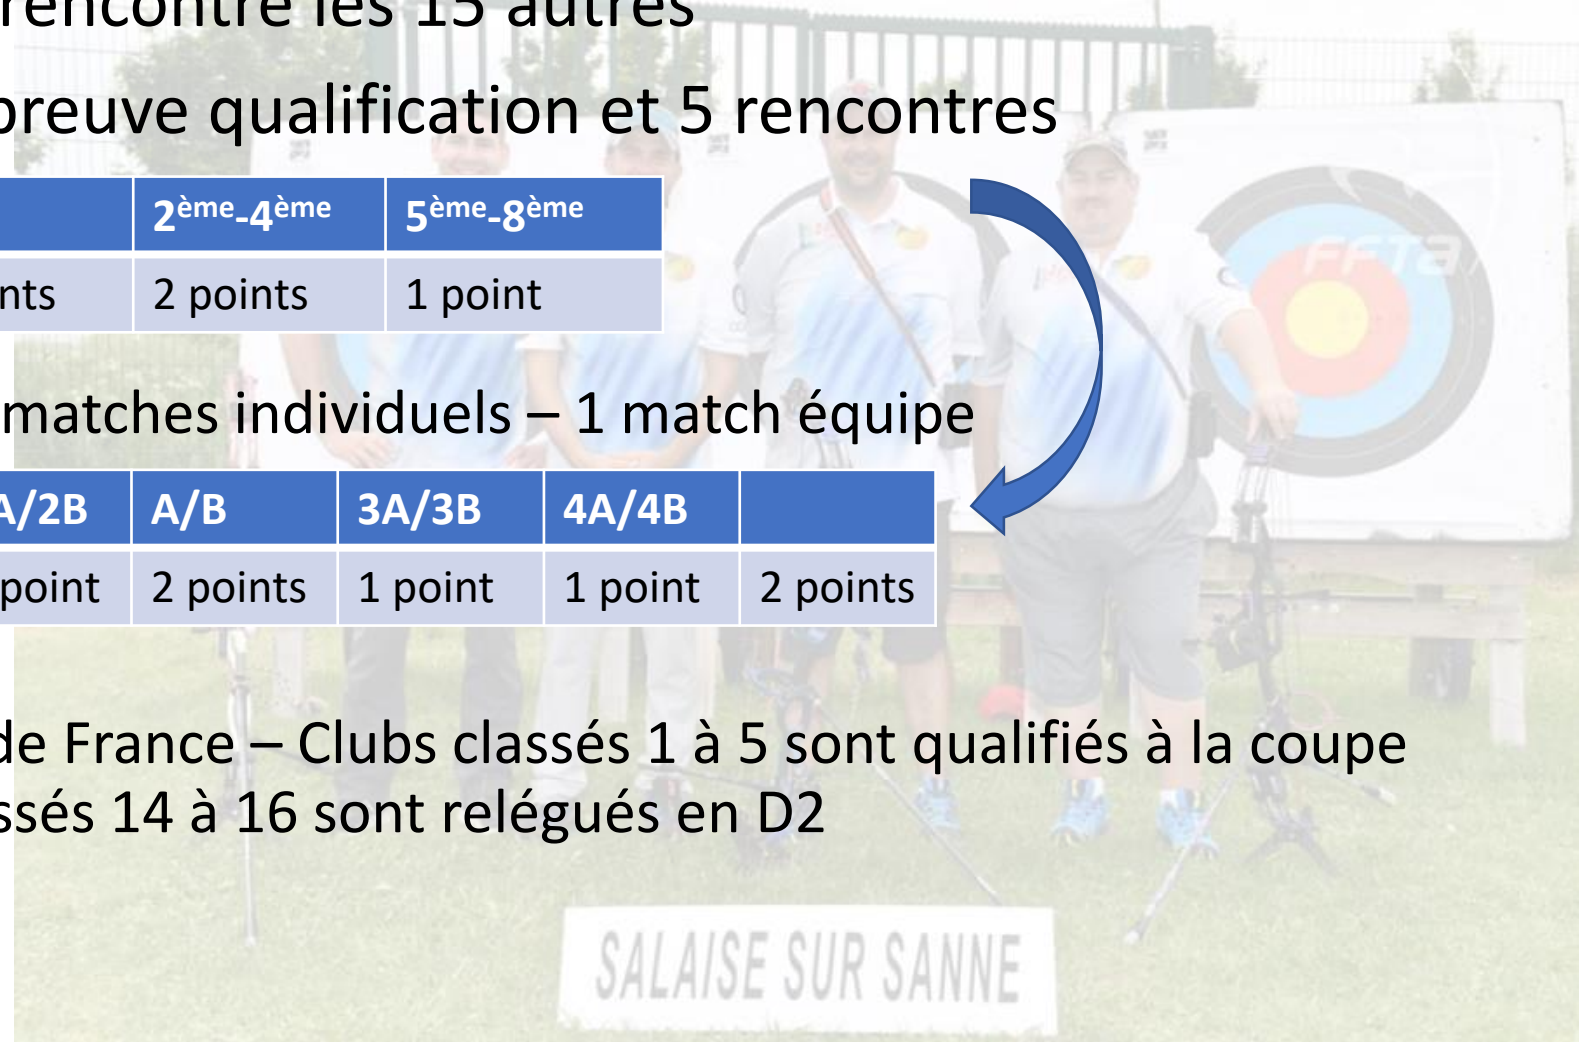 rencontre les 15 autres
preuve qualification et 5 rencontres
2ème-4ème 5ème-8ème
nts 2 points 1 point
matches individuels – 1 match équipe
A/2B A/B 3A/3B 4A/4B
point 2 points 1 point 1 point 2 points
de France – Clubs classés 1 à 5 sont qualifiés à la coupe
ssés 14 à 16 sont relégués en D2
FFTA
SALAISE SUR SANNE